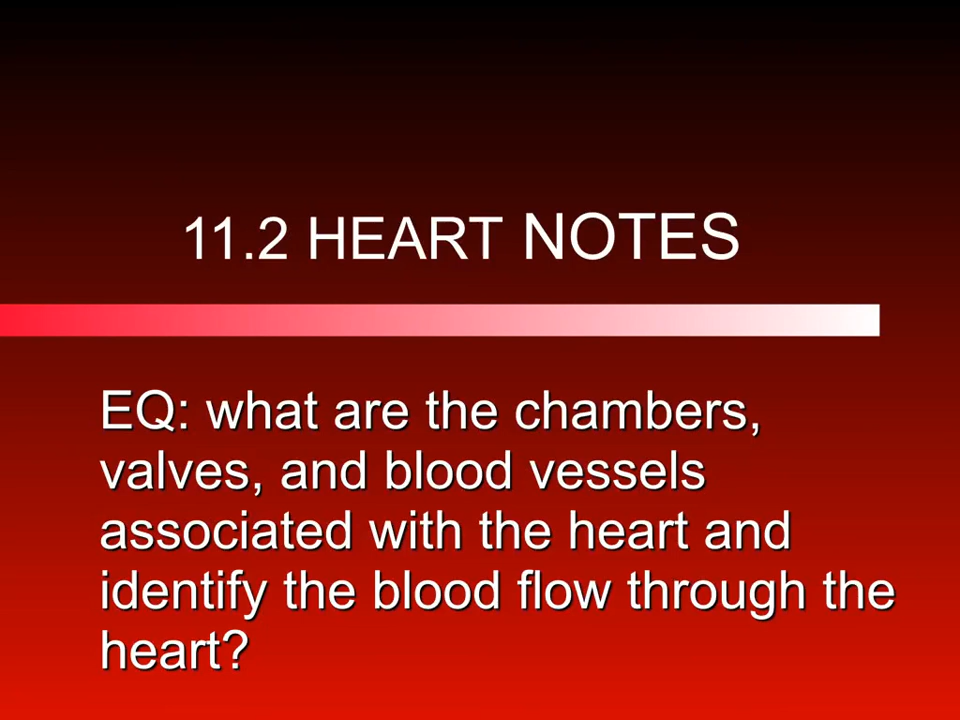 11.2 HEART NOTES
EQ: what are the chambers,
valves, and blood vessels
associated with the heart and
identify the blood flow through the
heart?